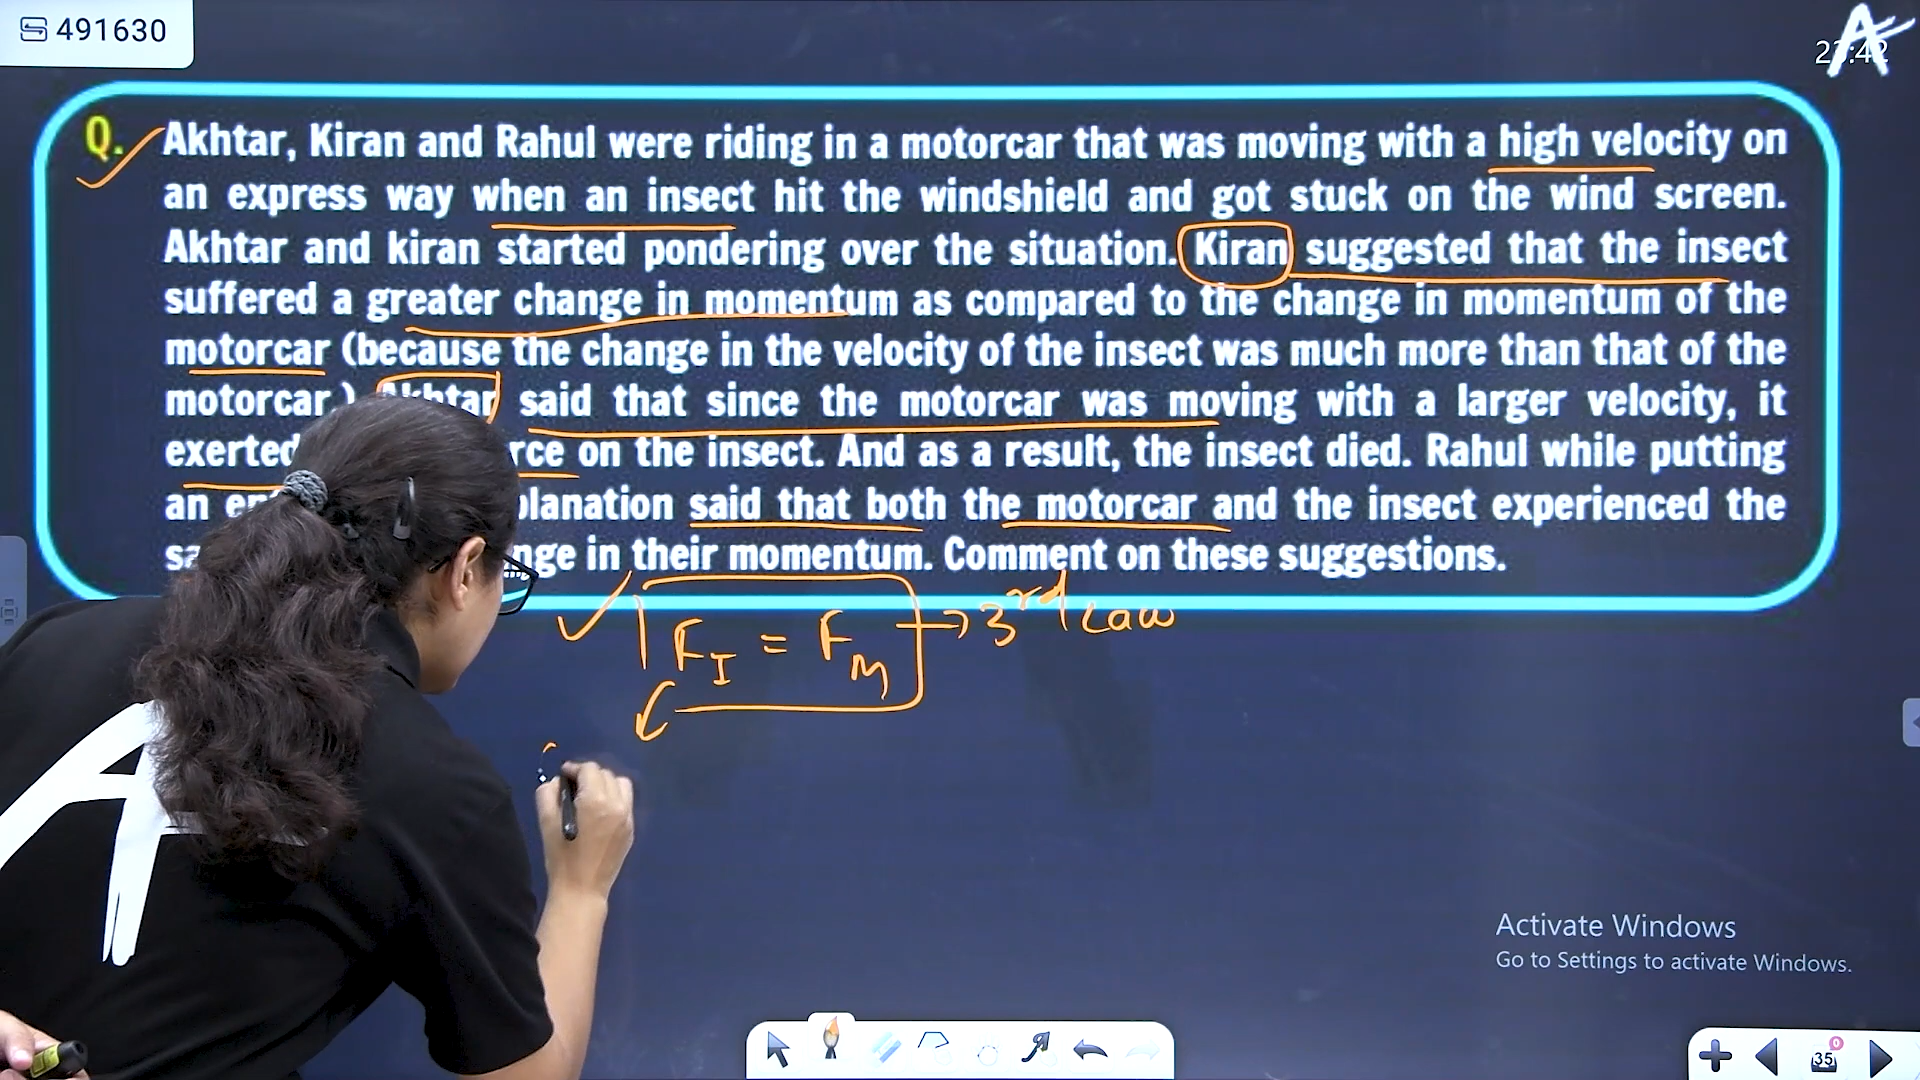 491630
Q. Akhtar, Kiran and Rahul were riding in a motorcar that was moving with a high velocity on
an express way when an insect hit the windshield and got stuck on the wind screen.
Akhtar and kiran started pondering over the situation. Kiran suggested that the insect
suffered a greater change in momentum as compared to the change in momentum of the
motorcar (because the change in the velocity of the insect was much more than that of the
motorcar.) Akhtar said that since the motorcar was moving with a larger velocity, it
exerted rce on the insect. And as a result, the insect died. Rahul while putting
an en planation said that both the motorcar and the insect experienced the
sa nge in their momentum. Comment on these suggestions.
F_I = F_M → 3rd Law
Activate Windows
Go to Settings to activate Windows.
35
0